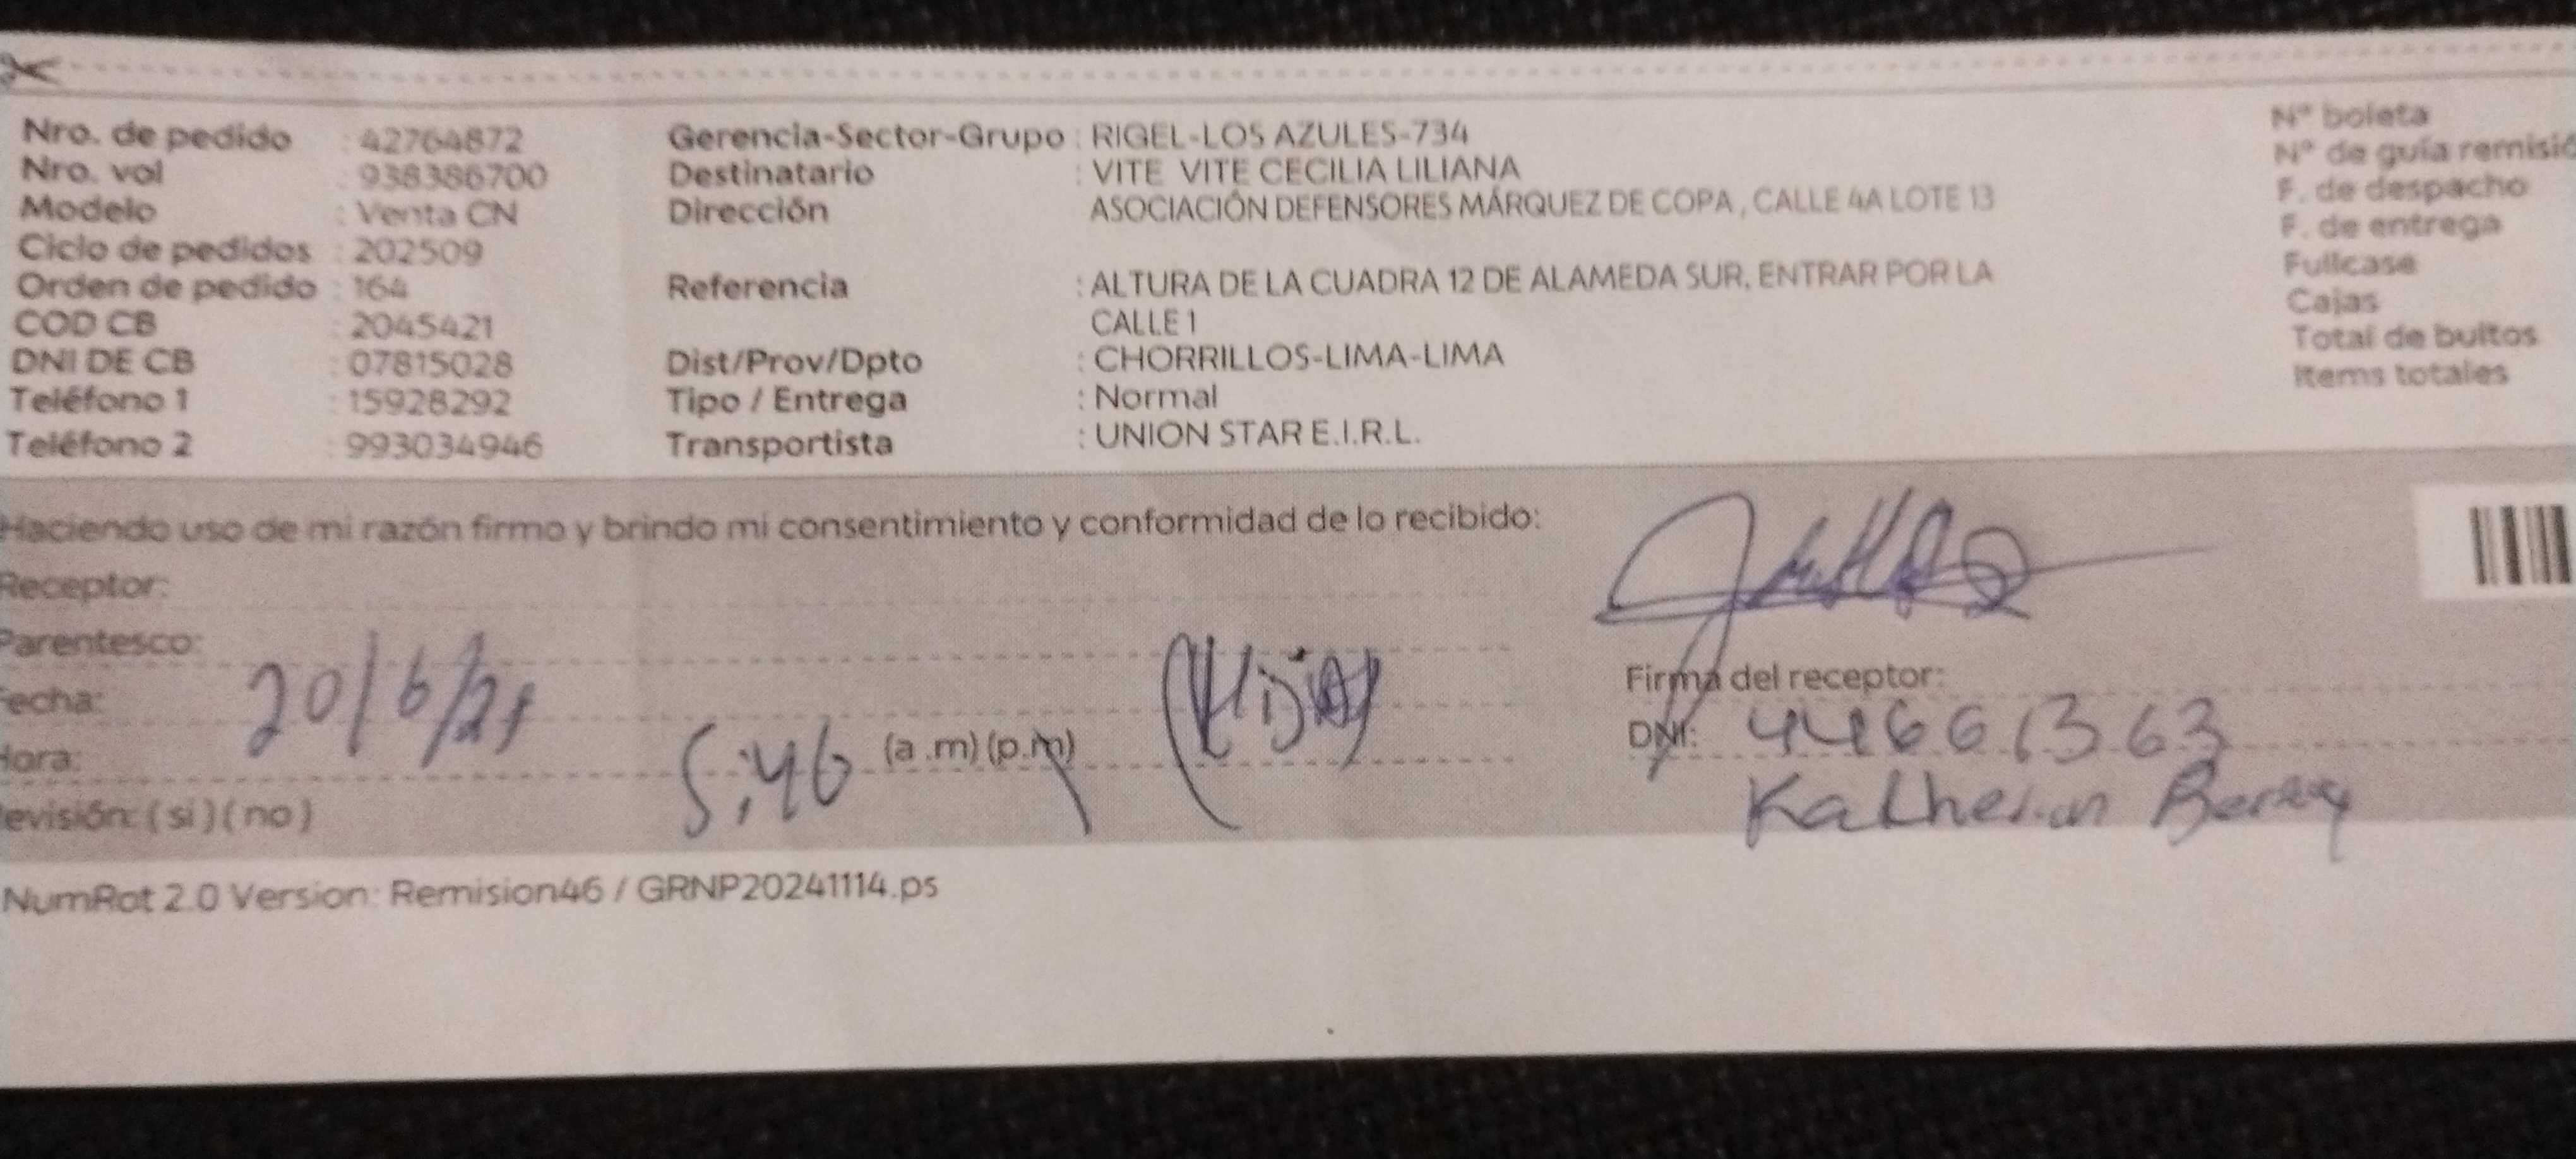 Nro. de pedido : 42764872
Nro. vol : 938386700
Modelo : Venta CN
Ciclo de pedidos : 202509
Orden de pedido : 164
COD CB : 2045421
DNI DE CB : 07815028
Teléfono 1 : 15928292
Teléfono 2 : 993034946
Gerencia-Sector-Grupo : RIGEL-LOS AZULES-734
Destinatario : VITE VITE CECILIA LILIANA
Dirección ASOCIACIÓN DEFENSORES MÁRQUEZ DE COPA , CALLE 4A LOTE 13
Referencia : ALTURA DE LA CUADRA 12 DE ALAMEDA SUR, ENTRAR POR LA
CALLE 1
Dist/Prov/Dpto : CHORRILLOS-LIMA-LIMA
Tipo / Entrega : Normal
Transportista : UNION STAR E.I.R.L.
N° boleta
N° de guía remisió
F. de despacho
F. de entrega
Fullcase
Cajas
Total de bultos
Items totales
Haciendo uso de mi razón firmo y brindo mi consentimiento y conformidad de lo recibido:
Receptor:
Parentesco:
Fecha: 20/6/
Hora: 5:46 (a .m) (p.m)
evisión: ( si ) ( no )
(Hija)
Firma del receptor:
DNI: 44661363
NumRot 2.0 Version: Remision46 / GRNP20241114.ps